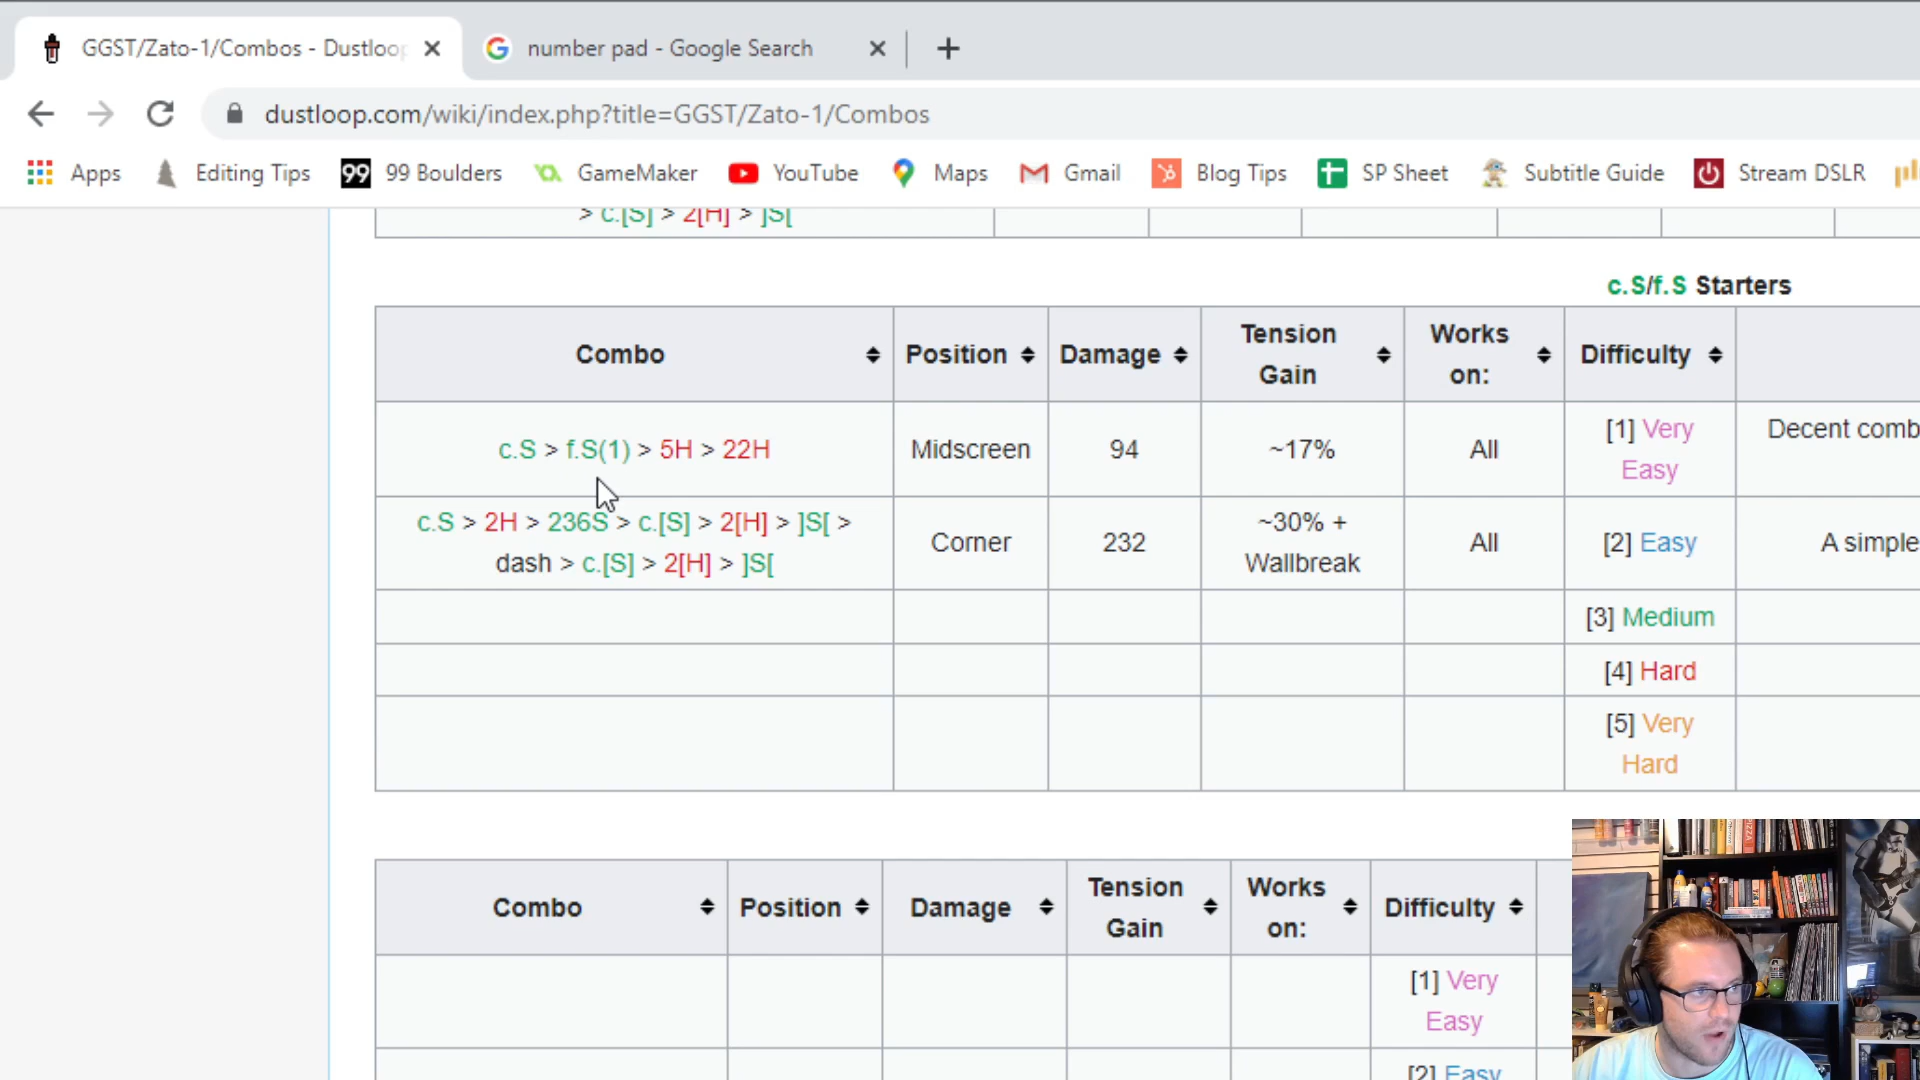 GGST/Zato-1/Combos - Dustloop
number pad - Google Search
dustloop.com/wiki/index.php?title=GGST/Zato-1/Combos
Apps
Editing Tips
99 99 Boulders
GameMaker
YouTube
Maps
Gmail
Blog Tips
SP Sheet
Subtitle Guide
Stream DSLR
> c.[S] > 2[H] > ]S[
c.S/f.S Starters
Combo Position Damage Tension Gain Works on: Difficulty
c.S > f.S(1) > 5H > 22H Midscreen 94 ~17% All [1] Very Easy Decent comb
c.S > 2H > 236S > c.[S] > 2[H] > ]S[ >
dash > c.[S] > 2[H] > ]S[
Corner 232 ~30% + Wallbreak All [2] Easy A simple
[3] Medium
[4] Hard
[5] Very
Hard
Combo Position Damage Tension Gain Works on: Difficulty
[1] Very
Easy
[2] Easy